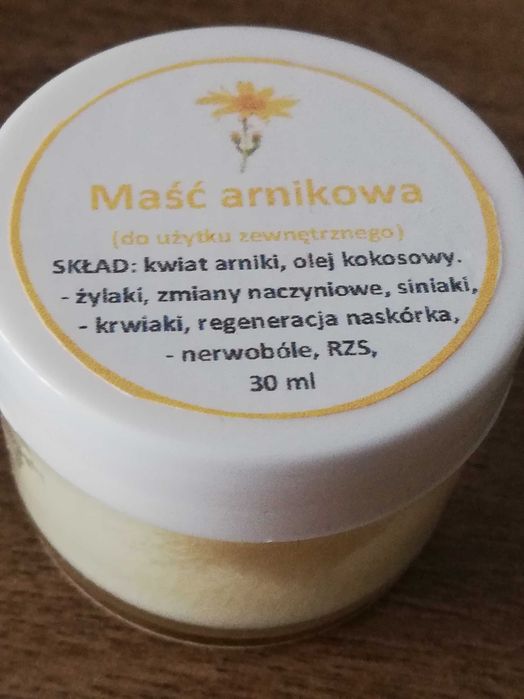 Maść arnikowa
(do użytku zewnętrznego)
SKŁAD: kwiat arniki, olej kokosowy.
- żylaki, zmiany naczyniowe, siniaki,
- krwiaki, regeneracja naskórka,
- nerwobóle, RZS,
30 ml